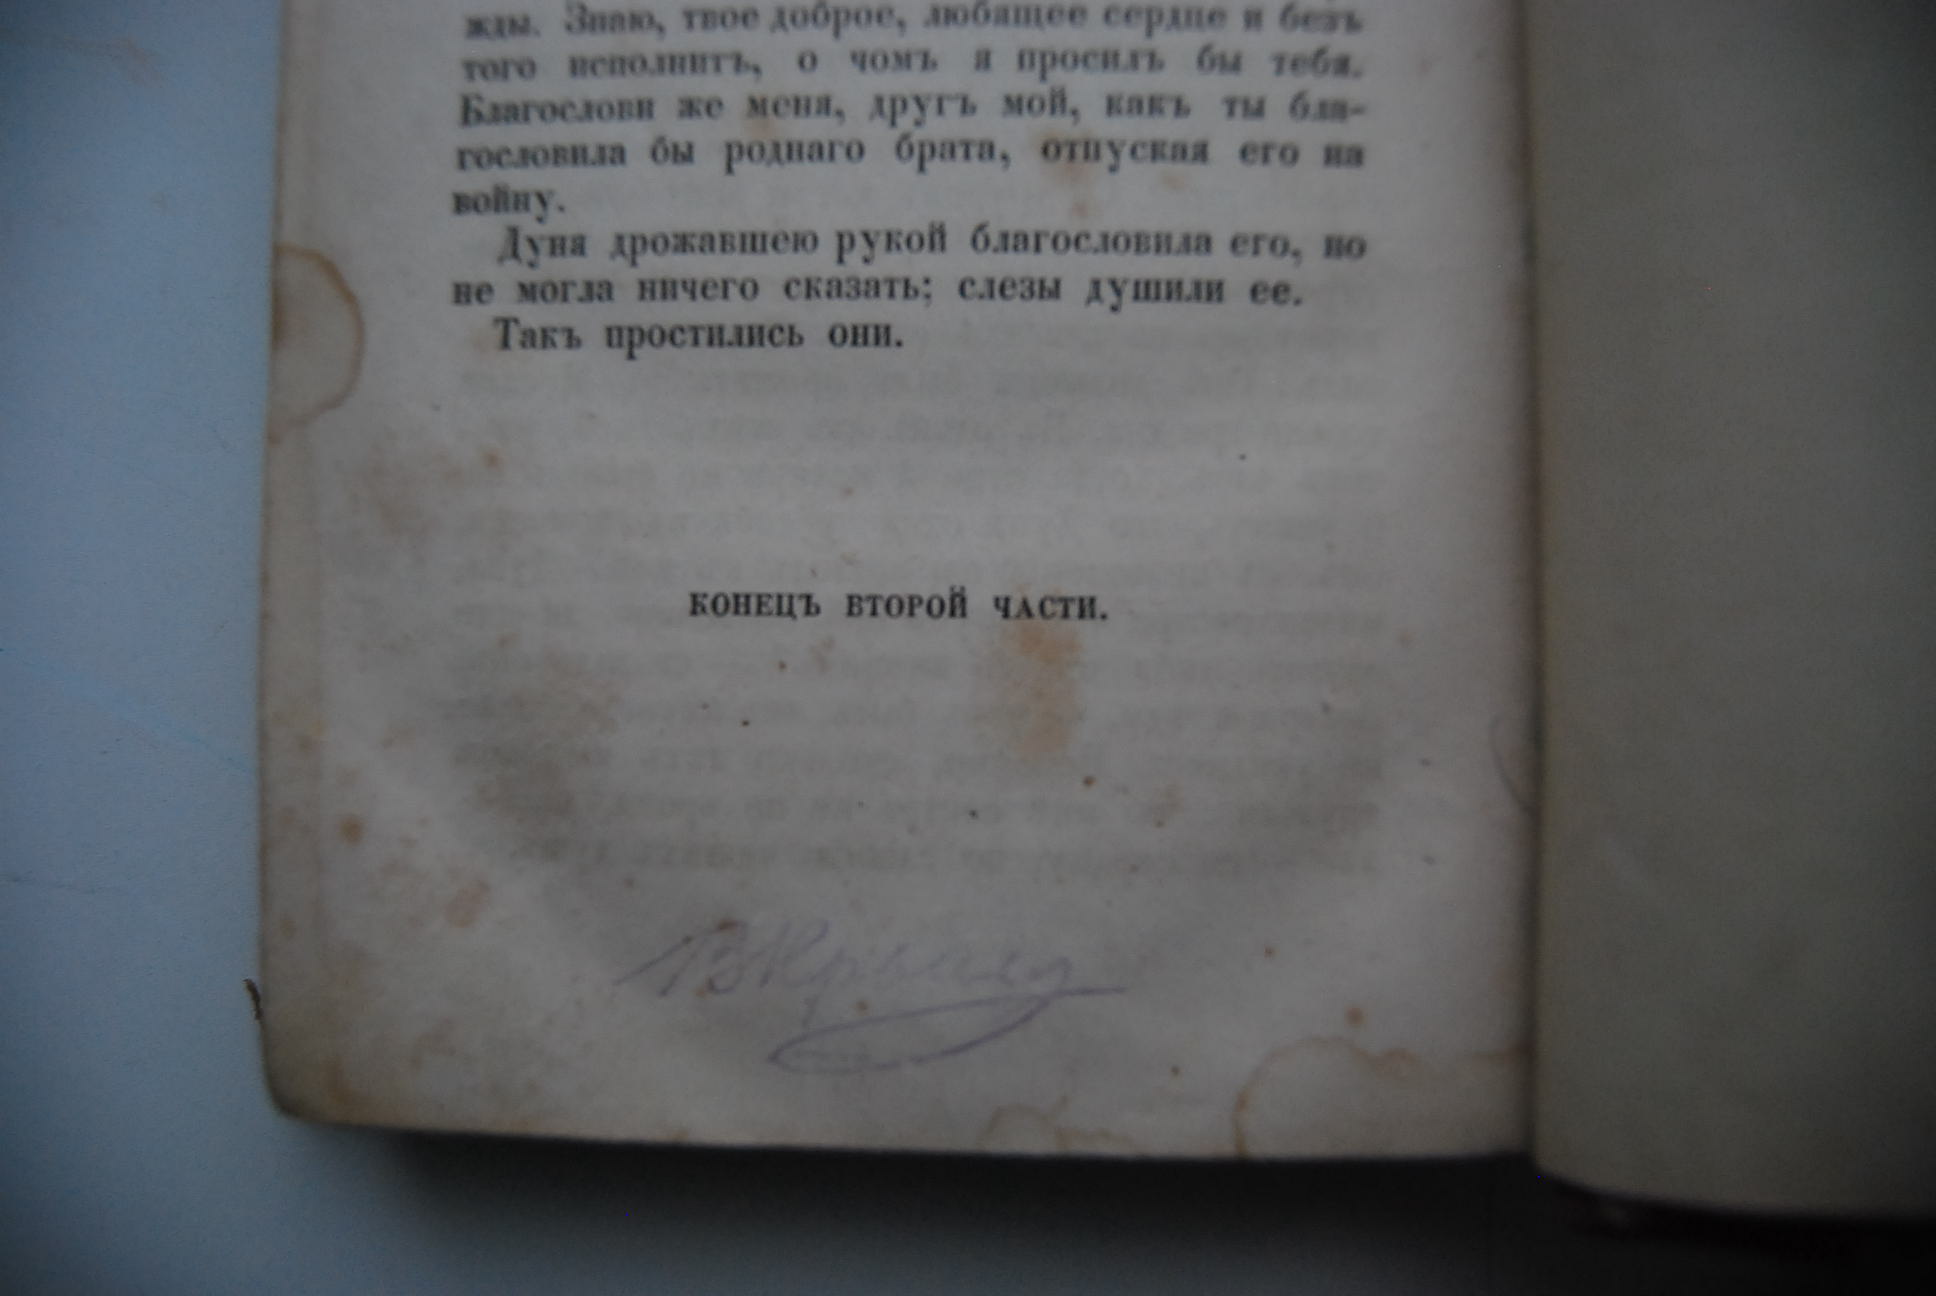 жды. Знаю, твое доброе, любящее сердце и безъ
того исполнитъ, о чомъ я просилъ бы тебя.
Благослови же меня, другъ мой, какъ ты бла-
гословила бы роднаго брата, отпуская его на
войну.
Дуня дрожавшею рукой благословила его, но
не могла ничего сказать; слезы душили ее.
Такъ простились они.
КОНЕЦЪ ВТОРОЙ ЧАСТИ.